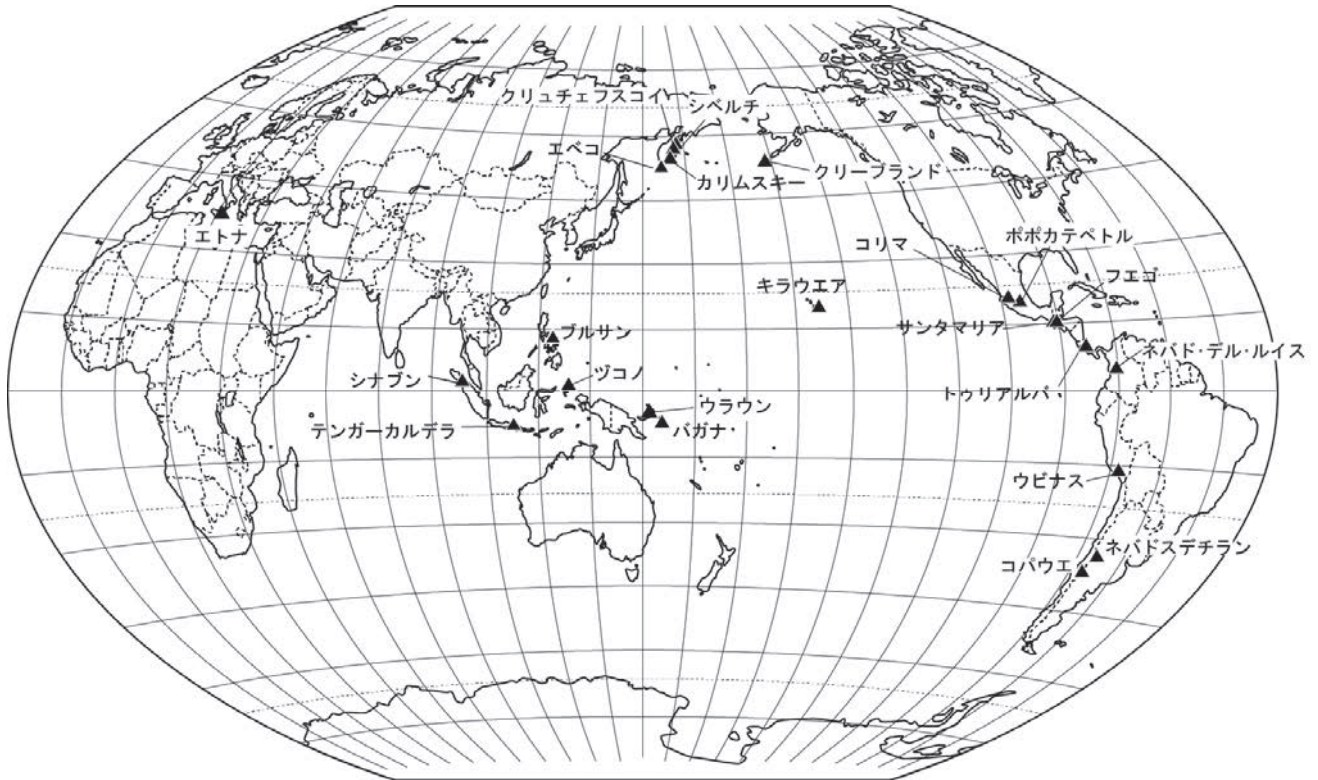 クリュチェフスコイ
シベルチ
エベコ
カリムスキー
クリーブランド
エトナ
コリマ
ポポカテペトル
キラウエア
フエゴ
サンタマリア
ブルサン
ネバド・デル・ルイス
シナブン
ヅコノ
トゥリアルバ
ウラウン
テンガーカルデラ
バガナ
ウビナス
ネバドスデチラン
コパウエ